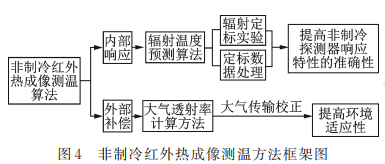 非制冷红外
热成像测温
算法
内部
响应
辐射温度
预测算法
辐射定
标实验
定标数
据处理
提高非制冷
探测器响应
特性的准确性
外部
补偿
大气透射率
计算方法
大气传输校正
提高环境
适应性
图4 非制冷红外热成像测温方法框架图